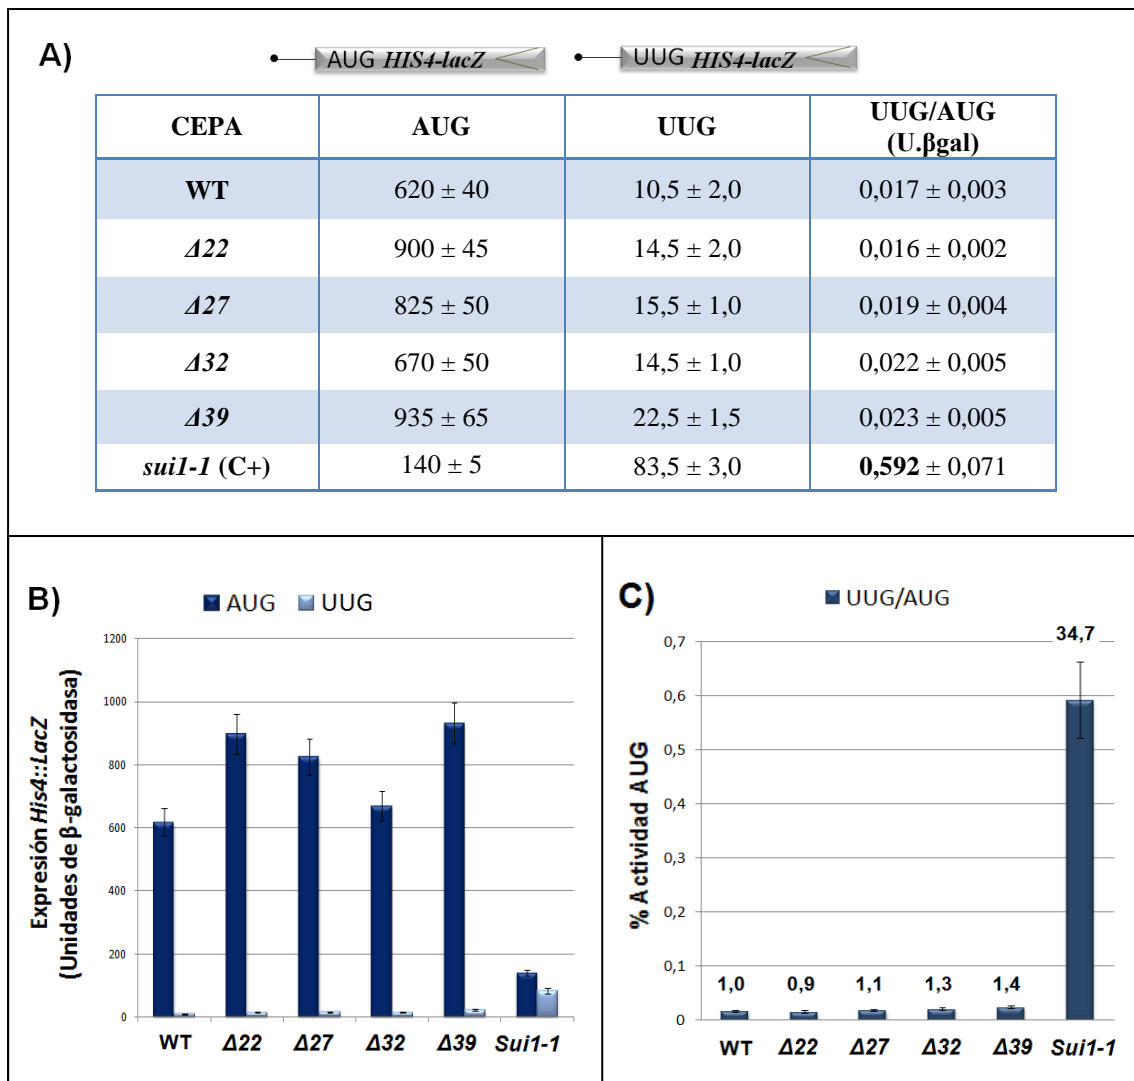 A)
AUG HIS4-lacZ UUG HIS4-lacZ
CEPA AUG UUG UUG/AUG
(U.βgal)
WT 620 ± 40 10,5 ± 2,0 0,017 ± 0,003
Δ22 900 ± 45 14,5 ± 2,0 0,016 ± 0,002
Δ27 825 ± 50 15,5 ± 1,0 0,019 ± 0,004
Δ32 670 ± 50 14,5 ± 1,0 0,022 ± 0,005
Δ39 935 ± 65 22,5 ± 1,5 0,023 ± 0,005
sui1-1 (C+) 140 ± 5 83,5 ± 3,0 0,592 ± 0,071
B)
AUG UUG
Expresión His4::LacZ
(Unidades de β-galactosidasa)
1200
1000
800
600
400
200
0
WT Δ22 Δ27 Δ32 Δ39 Sui1-1
C)
UUG/AUG
% Actividad AUG
0,7
0,6
0,5
0,4
0,3
0,2
0,1
0
34,7
1,0 0,9 1,1 1,3 1,4
WT Δ22 Δ27 Δ32 Δ39 Sui1-1